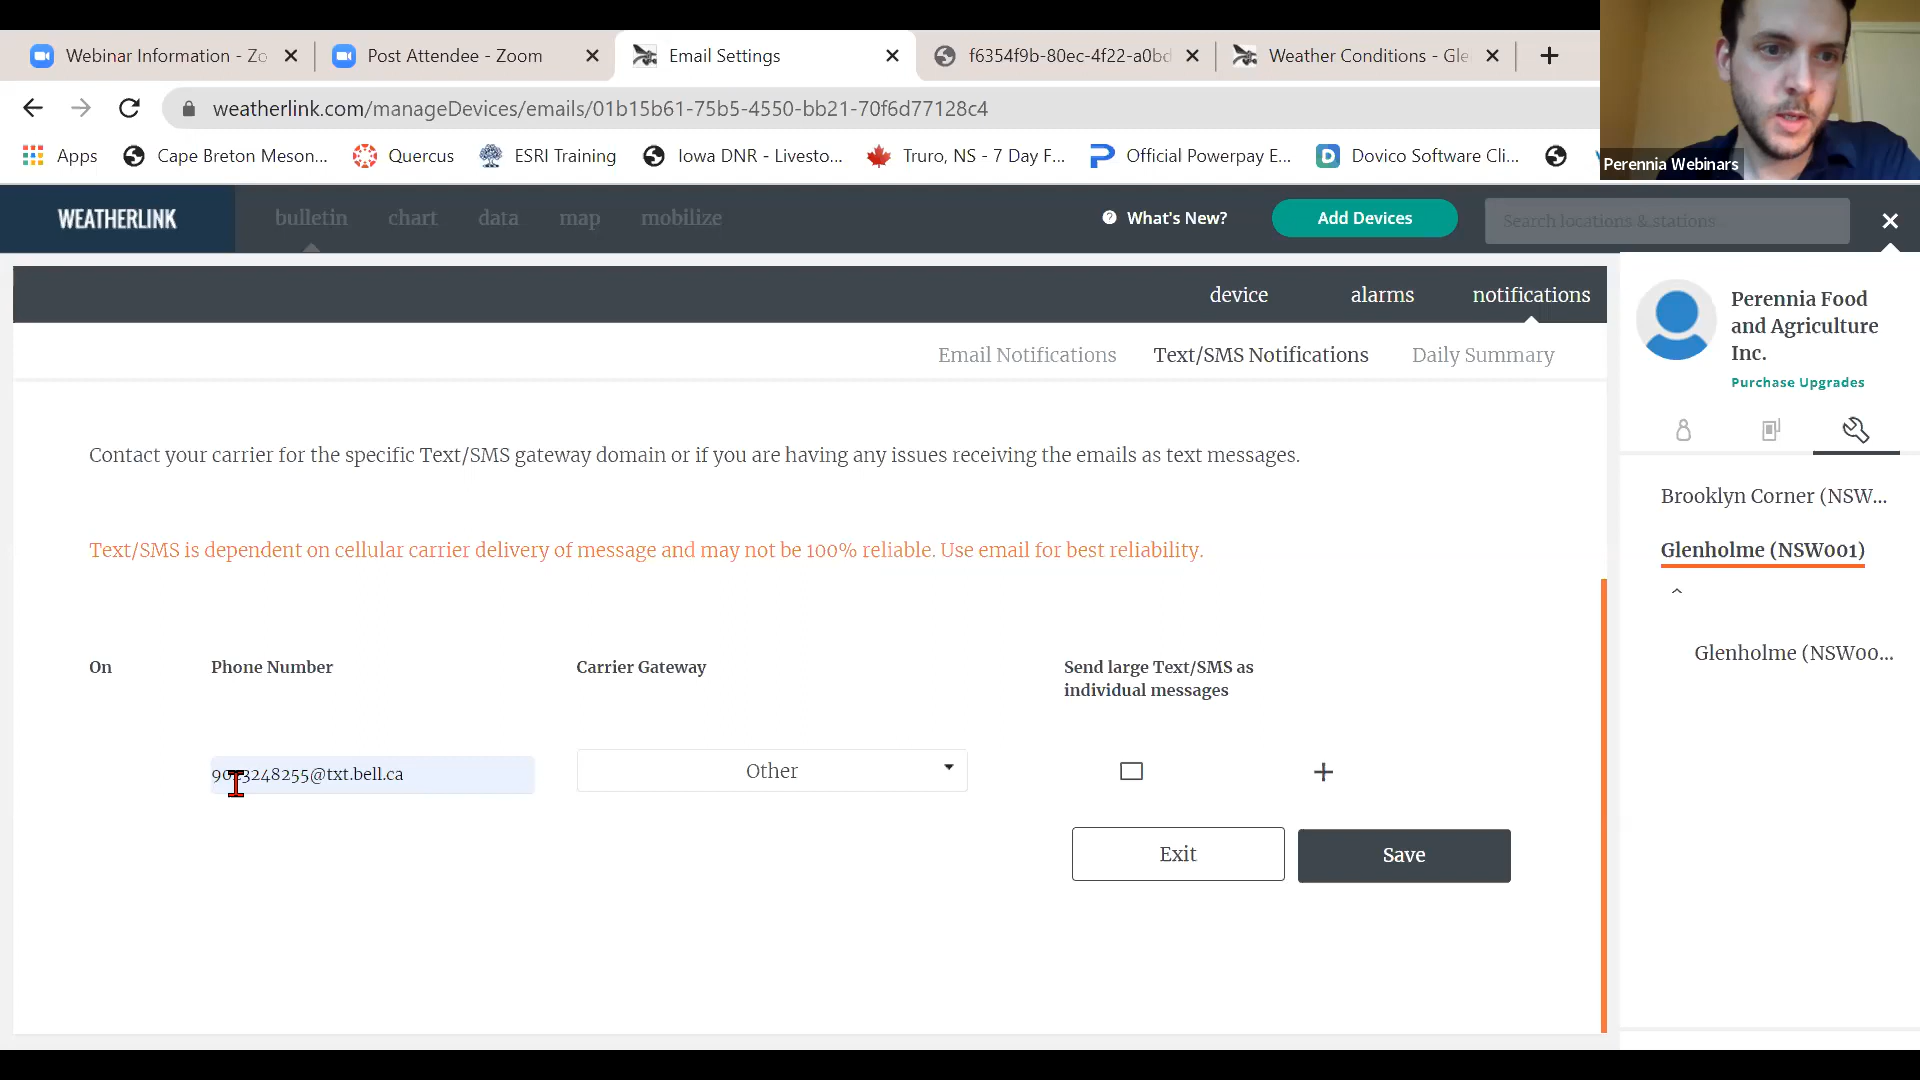 Webinar Information - Zo
Post Attendee - Zoom
Email Settings
f6354f9b-80ec-4f22-a0bd
Weather Conditions - Gle
weatherlink.com/manageDevices/emails/01b15b61-75b5-4550-bb21-70f6d77128c4
Apps
Cape Breton Meson...
Quercus
ESRI Training
Iowa DNR - Livesto...
Truro, NS - 7 Day F...
Official Powerpay E...
Dovico Software Cli...
Perennia Webinars
WEATHERLINK
bulletin
chart
data
map
mobilize
What's New?
Add Devices
Search locations & stations
device
alarms
notifications
Email Notifications
Text/SMS Notifications
Daily Summary
Perennia Food
and Agriculture
Inc.
Purchase Upgrades
Contact your carrier for the specific Text/SMS gateway domain or if you are having any issues receiving the emails as text messages.
Text/SMS is dependent on cellular carrier delivery of message and may not be 100% reliable. Use email for best reliability.
Brooklyn Corner (NSW...
Glenholme (NSW001)
Glenholme (NSW00...
On
Phone Number
Carrier Gateway
Send large Text/SMS as
individual messages
9023248255@txt.bell.ca
Other
Exit
Save